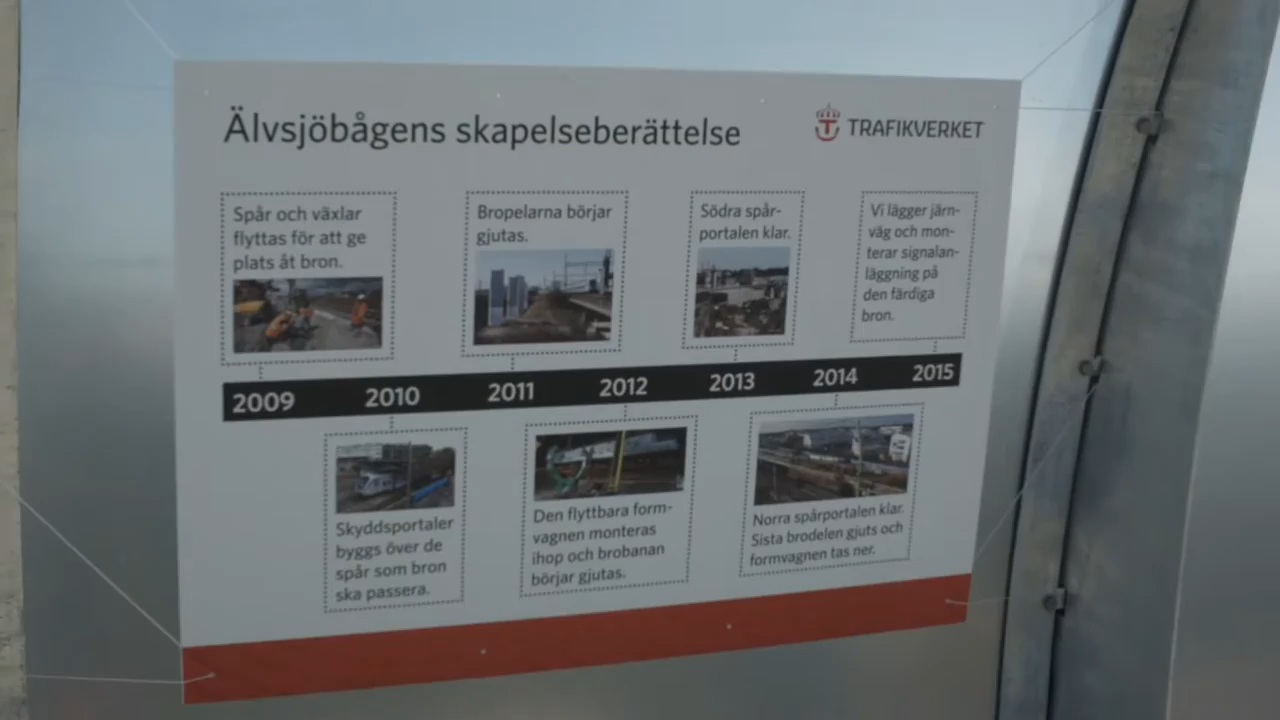 Älvsjöbågens skapelseberättelse
TRAFIKVERKET
Spår och växlar
flyttas för att ge
plats åt bron.
Bropelarna börjar
gjutas.
Södra spår-
portalen klar.
Vi lägger järn-
väg och mon-
terar signalan-
läggning på
den färdiga
bron.
2009 2010 2011 2012 2013 2014 2015
Skyddsportaler
byggs över de
spår som bron
ska passera.
Den flyttbara form-
vagnen monteras
ihop och brobanan
börjar gjutas.
Norra spårportalen klar.
Sista brodelen gjuts och
formvagnen tas ner.